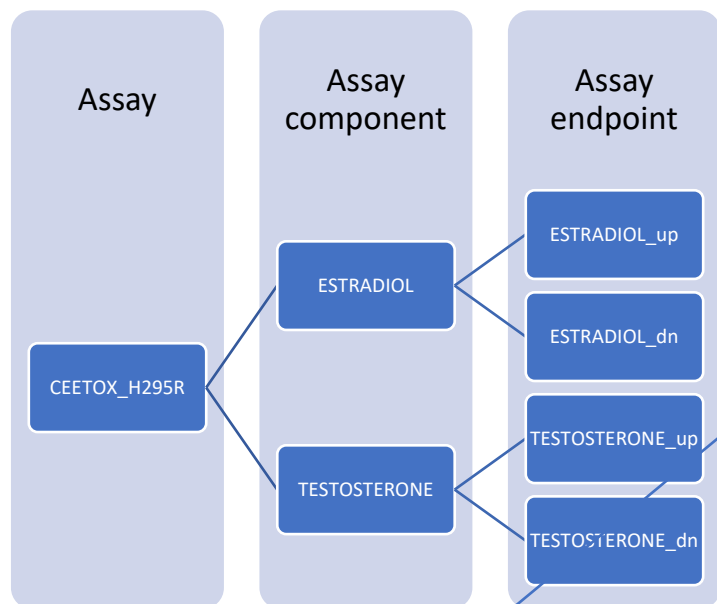 Assay
Assay
component
Assay
endpoint
CEETOX_H295R
ESTRADIOL
TESTOSTERONE
ESTRADIOL_up
ESTRADIOL_dn
TESTOSTERONE_up
TESTOSTERONE_dn